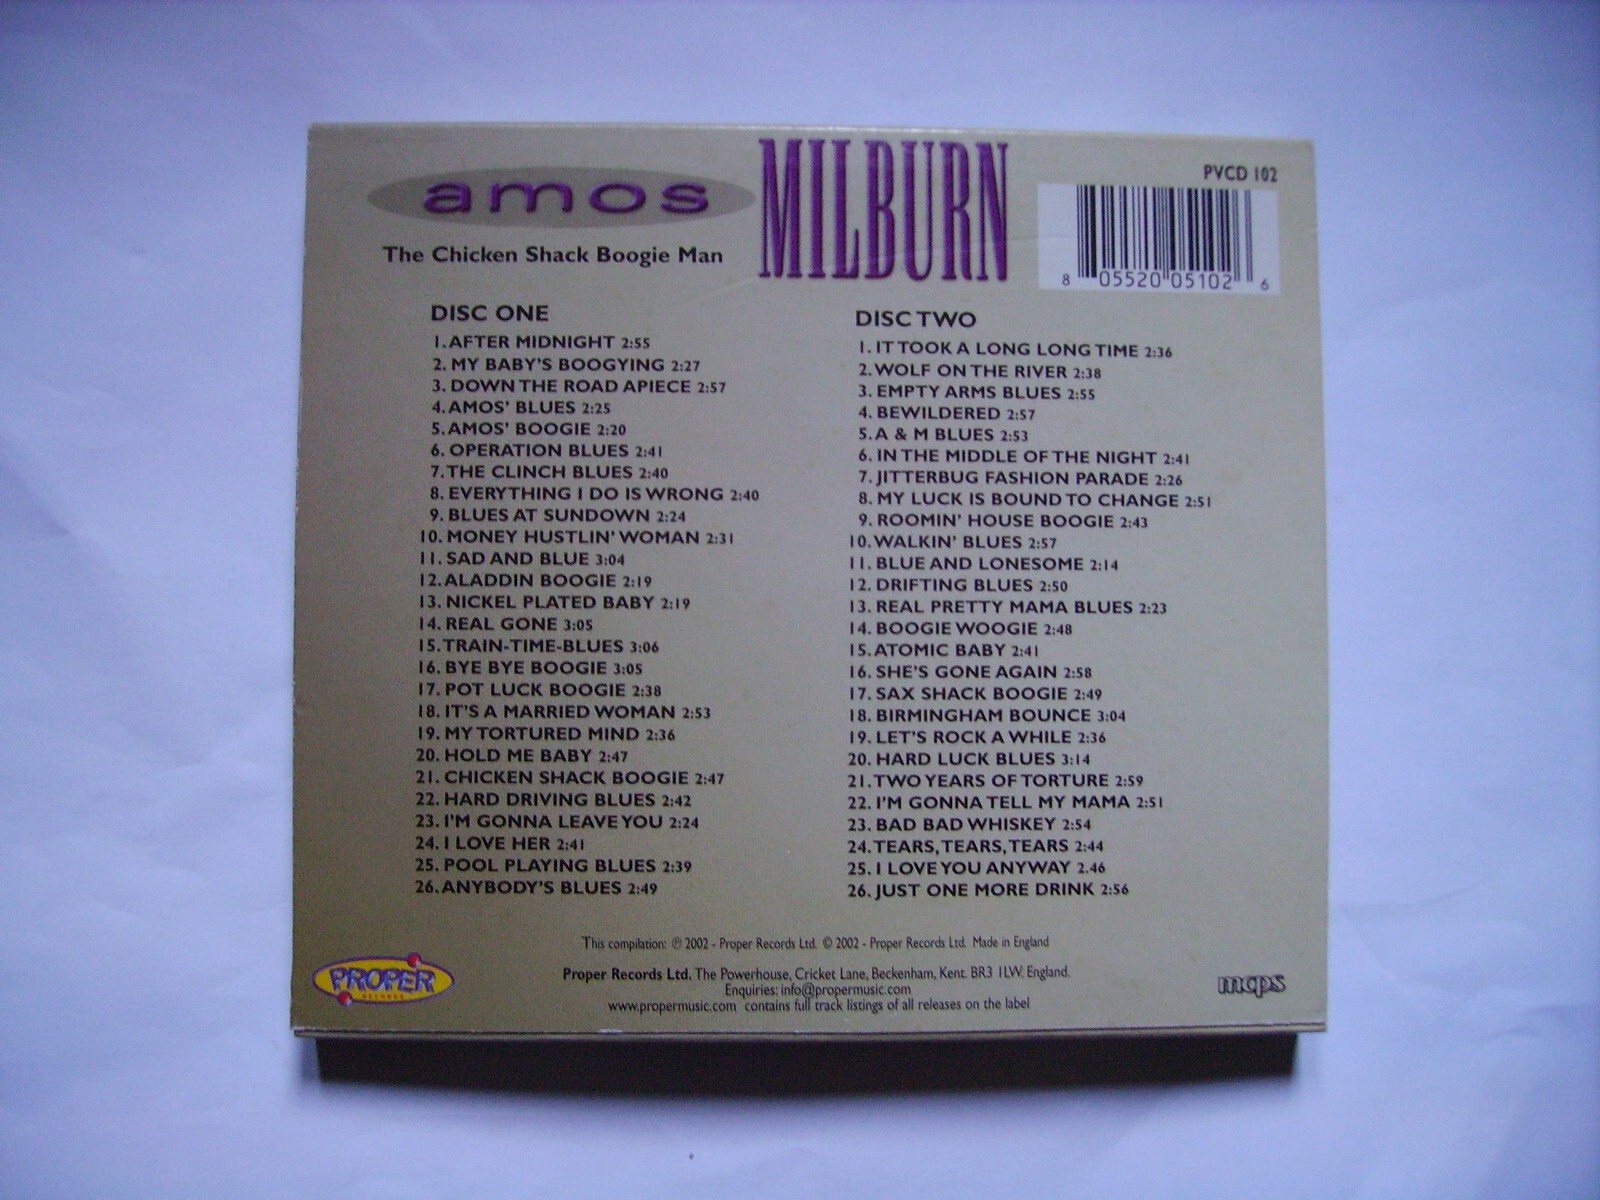 amos MILBURN
The Chicken Shack Boogie Man
PVCD 102
8 05520 05102 6
DISC ONE
1. AFTER MIDNIGHT 2:55
2. MY BABY'S BOOGYING 2:27
3. DOWN THE ROAD APIECE 2:57
4. AMOS' BLUES 2:25
5. AMOS' BOOGIE 2:20
6. OPERATION BLUES 2:41
7. THE CLINCH BLUES 2:40
8. EVERYTHING I DO IS WRONG 2:40
9. BLUES AT SUNDOWN 2:24
10. MONEY HUSTLIN' WOMAN 2:31
11. SAD AND BLUE 3:04
12. ALADDIN BOOGIE 2:19
13. NICKEL PLATED BABY 2:19
14. REAL GONE 3:05
15. TRAIN-TIME-BLUES 3:06
16. BYE BYE BOOGIE 3:05
17. POT LUCK BOOGIE 2:38
18. IT'S A MARRIED WOMAN 2:53
19. MY TORTURED MIND 2:36
20. HOLD ME BABY 2:47
21. CHICKEN SHACK BOOGIE 2:47
22. HARD DRIVING BLUES 2:42
23. I'M GONNA LEAVE YOU 2:24
24. I LOVE HER 2:41
25. POOL PLAYING BLUES 2:39
26. ANYBODY'S BLUES 2:49
DISC TWO
1. IT TOOK A LONG LONG TIME 2:36
2. WOLF ON THE RIVER 2:38
3. EMPTY ARMS BLUES 2:55
4. BEWILDERED 2:57
5. A & M BLUES 2:53
6. IN THE MIDDLE OF THE NIGHT 2:41
7. JITTERBUG FASHION PARADE 2:26
8. MY LUCK IS BOUND TO CHANGE 2:51
9. ROOMIN' HOUSE BOOGIE 2:43
10. WALKIN' BLUES 2:57
11. BLUE AND LONESOME 2:14
12. DRIFTING BLUES 2:50
13. REAL PRETTY MAMA BLUES 2:23
14. BOOGIE WOOGIE 2:48
15. ATOMIC BABY 2:41
16. SHE'S GONE AGAIN 2:58
17. SAX SHACK BOOGIE 2:49
18. BIRMINGHAM BOUNCE 3:04
19. LET'S ROCK A WHILE 2:36
20. HARD LUCK BLUES 3:14
21. TWO YEARS OF TORTURE 2:59
22. I'M GONNA TELL MY MAMA 2:51
23. BAD BAD WHISKEY 2:54
24. TEARS, TEARS, TEARS 2:44
25. I LOVE YOU ANYWAY 2.46
26. JUST ONE MORE DRINK 2:56
This compilation: ℗ 2002 - Proper Records Ltd. © 2002 - Proper Records Ltd. Made in England
Proper Records Ltd. The Powerhouse, Cricket Lane, Beckenham, Kent. BR3 1LW. England.
Enquiries: info@propermusic.com
www.propermusic.com contains full track listings of all releases on the label
PROPER
RECORDS
mcps